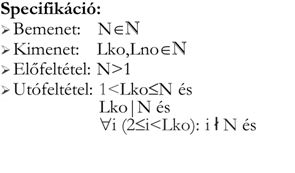 Specifikáció:
➢Bemenet: N∈ℕ
➢Kimenet: Lko,Lno∈ℕ
➢Előfeltétel: N>1
➢Utófeltétel: 1<Lko≤N és
Lko|N és
∀i (2≤i<Lko): i∤N és